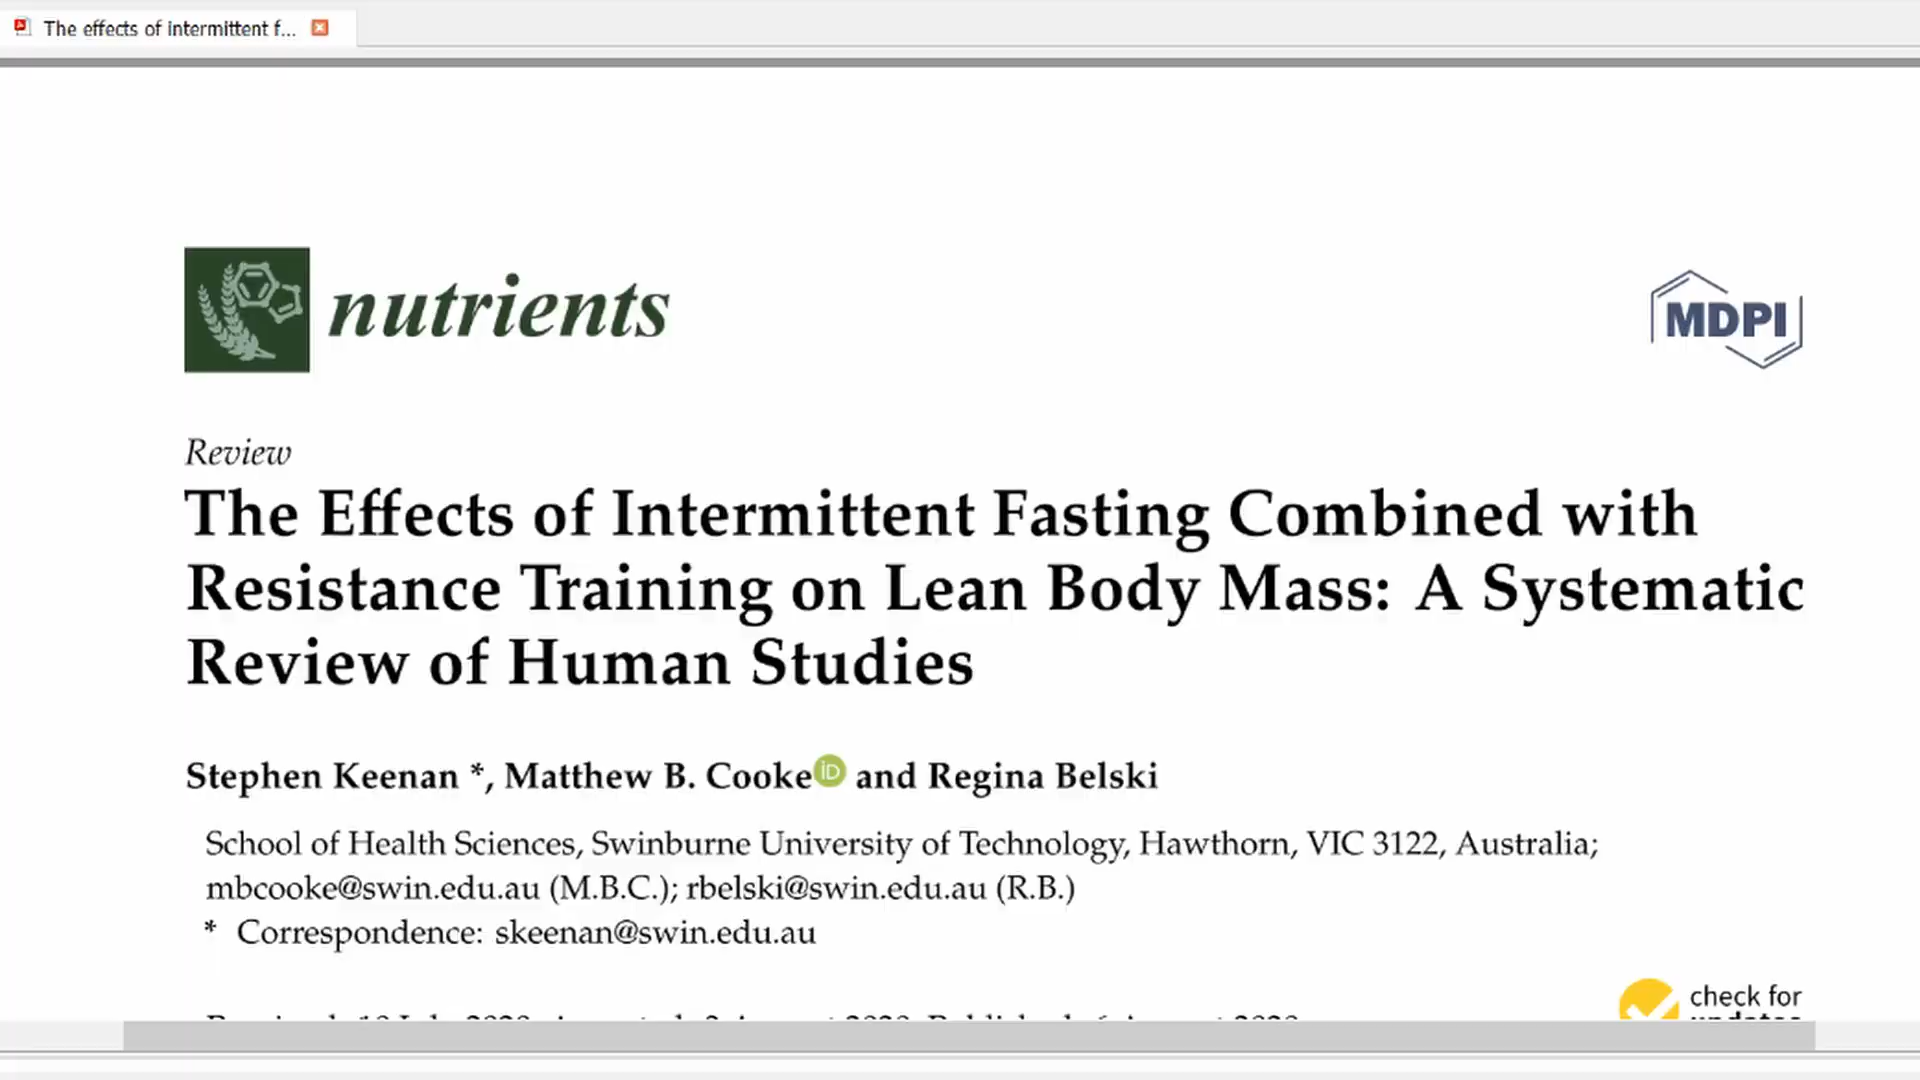 The effects of intermittent f...
nutrients
MDPI
Review
The Effects of Intermittent Fasting Combined with
Resistance Training on Lean Body Mass: A Systematic
Review of Human Studies
Stephen Keenan *, Matthew B. Cooke iD and Regina Belski
School of Health Sciences, Swinburne University of Technology, Hawthorn, VIC 3122, Australia;
mbcooke@swin.edu.au (M.B.C.); rbelski@swin.edu.au (R.B.)
* Correspondence: skeenan@swin.edu.au
check for